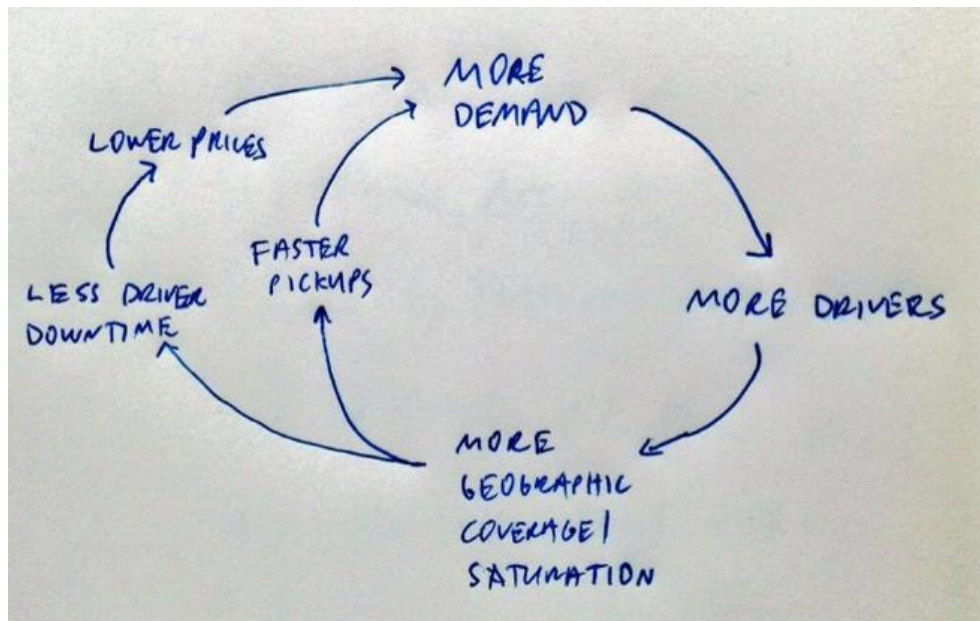 MORE
DEMAND
LOWER PRICES
FASTER
PICKUPS
LESS DRIVER
DOWNTIME
MORE DRIVERS
MORE
GEOGRAPHIC
COVERAGE/
SATURATION